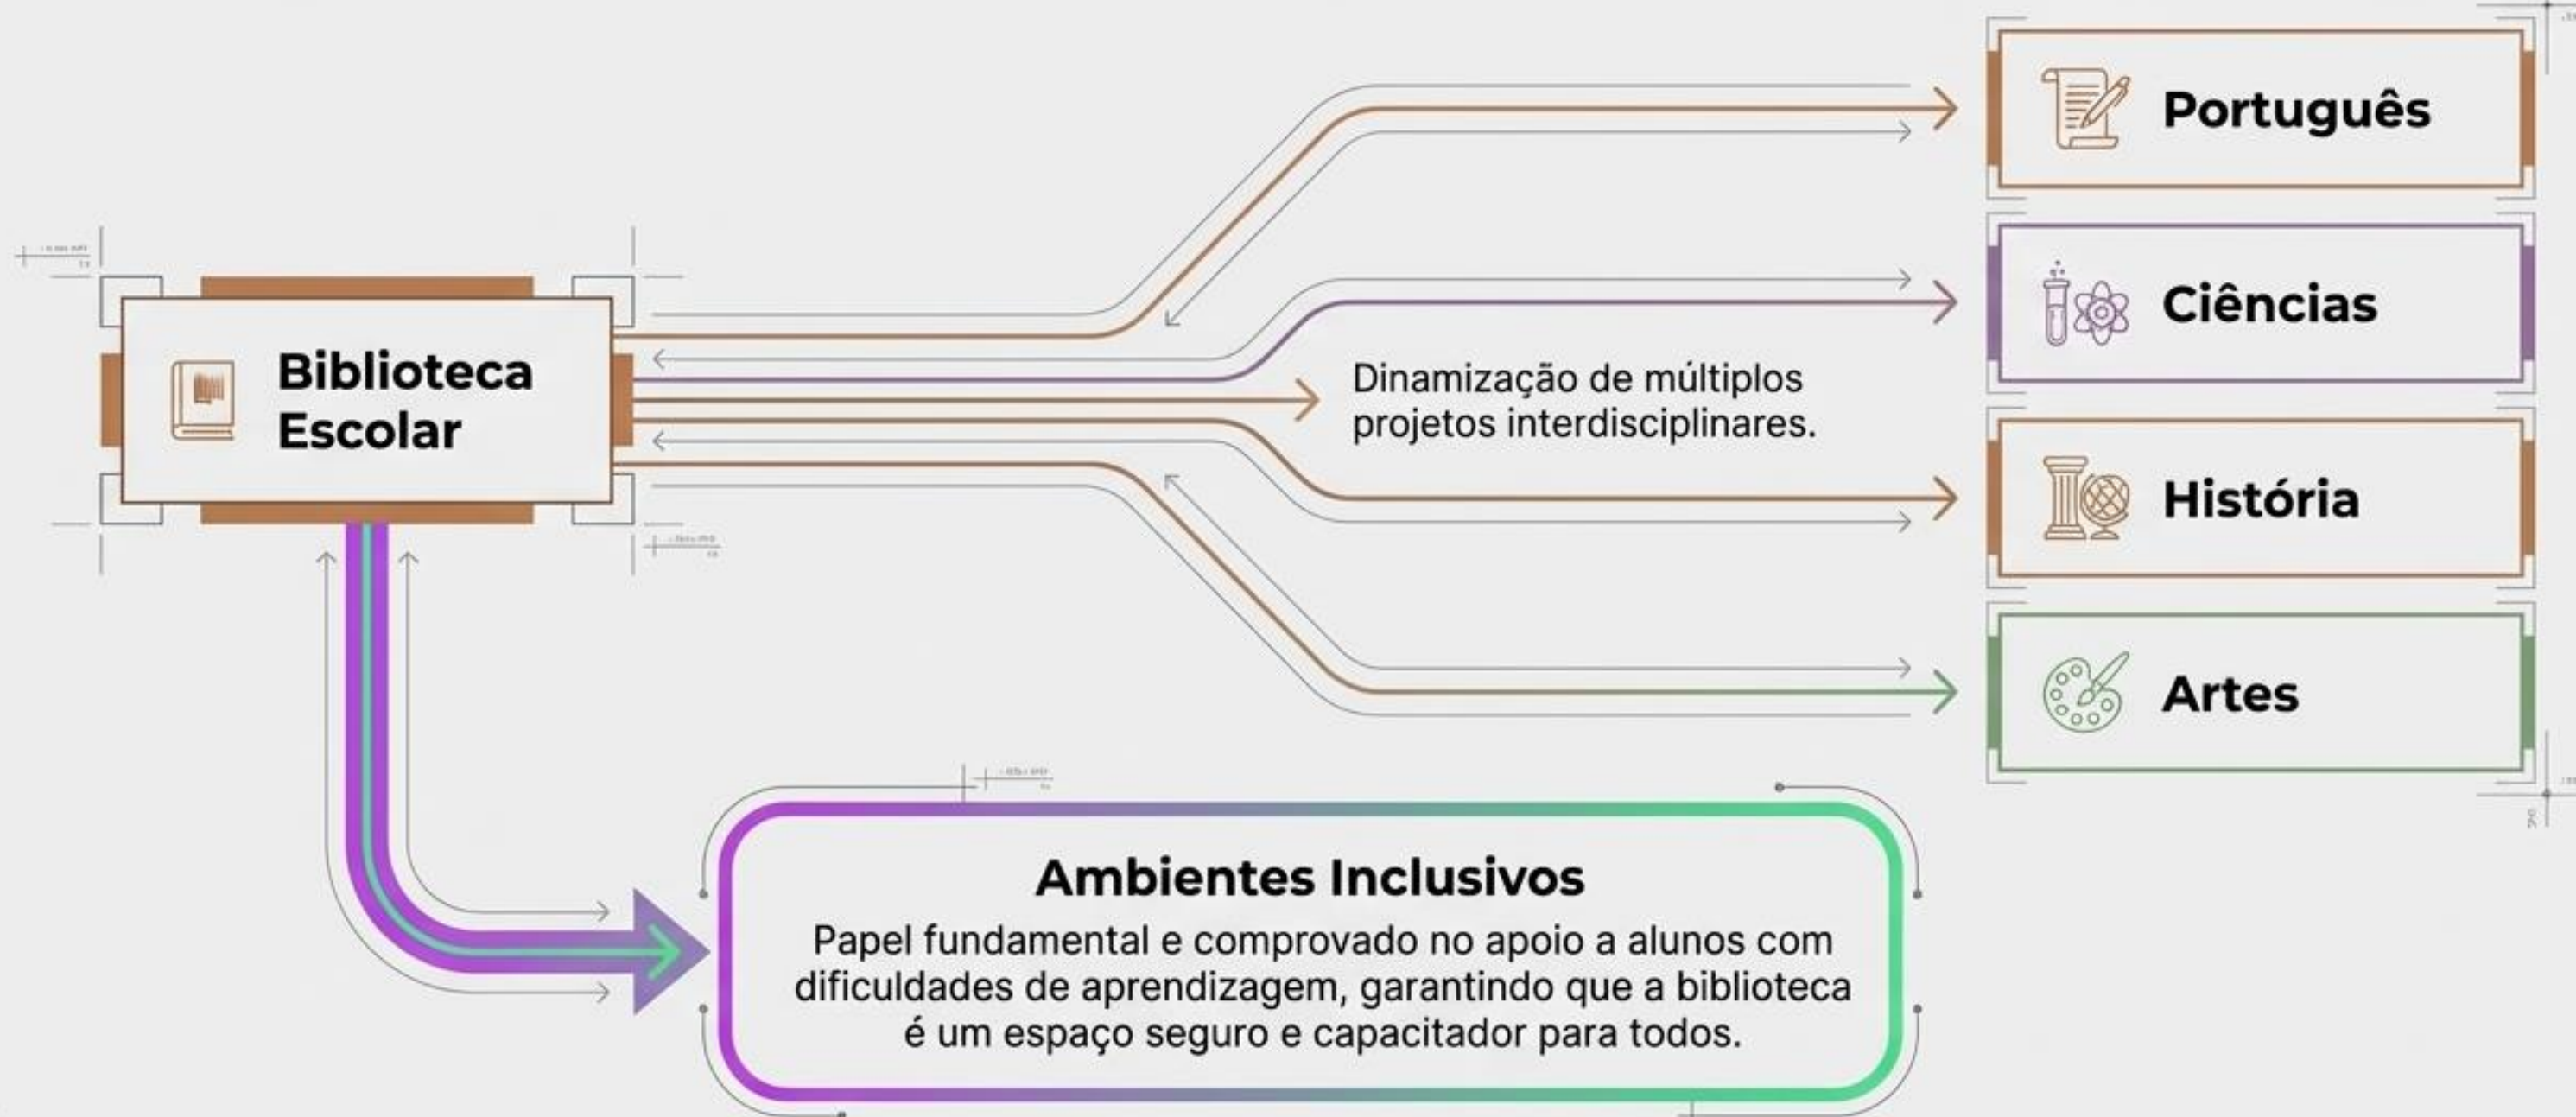 Biblioteca
Escolar
Dinamização de múltiplos
projetos interdisciplinares.
Português
Ciências
História
Artes
Ambientes Inclusivos
Papel fundamental e comprovado no apoio a alunos com
dificuldades de aprendizagem, garantindo que a biblioteca
é um espaço seguro e capacitador para todos.